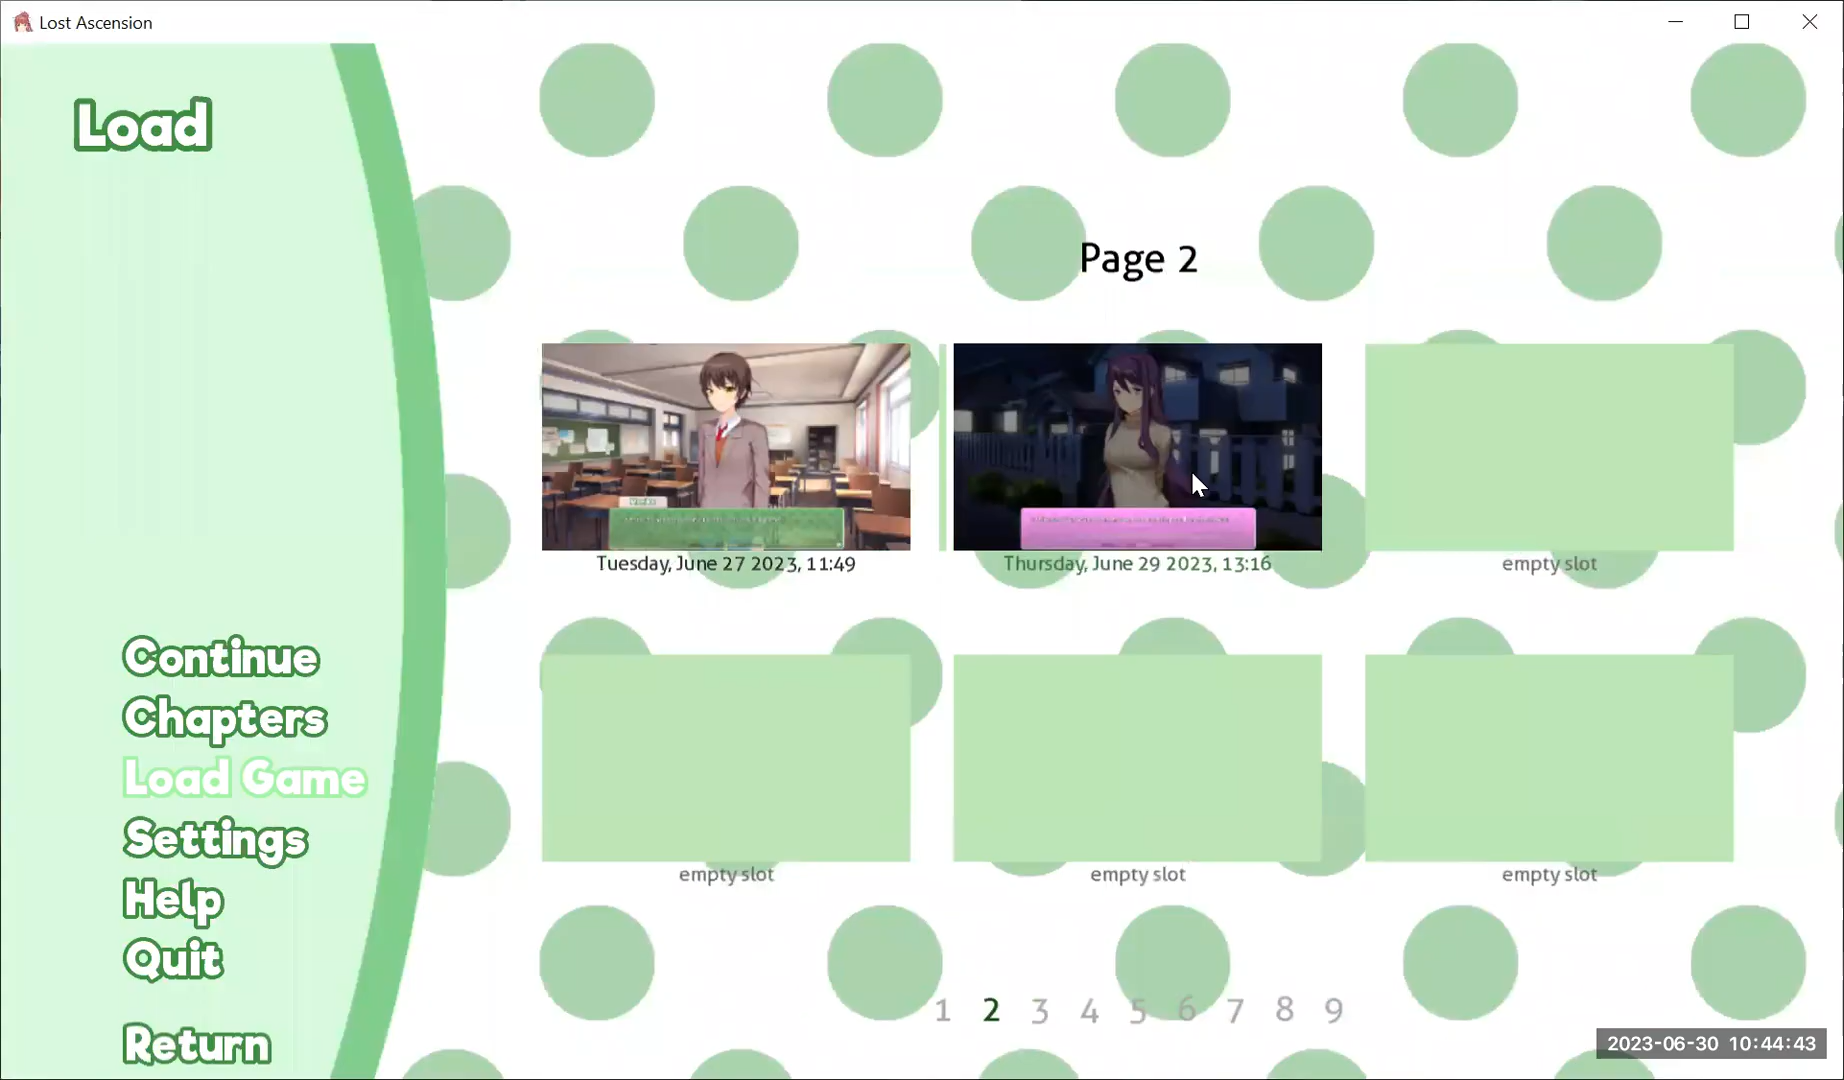 Lost Ascension
Load
Page 2
Tuesday, June 27 2023, 11:49
Thursday, June 29 2023, 13:16
empty slot
Continue
Chapters
Load Game
Settings
Help
Quit
Return
empty slot
empty slot
empty slot
1 2 3 4 5 6 7 8 9
2023-06-30 10:44:43